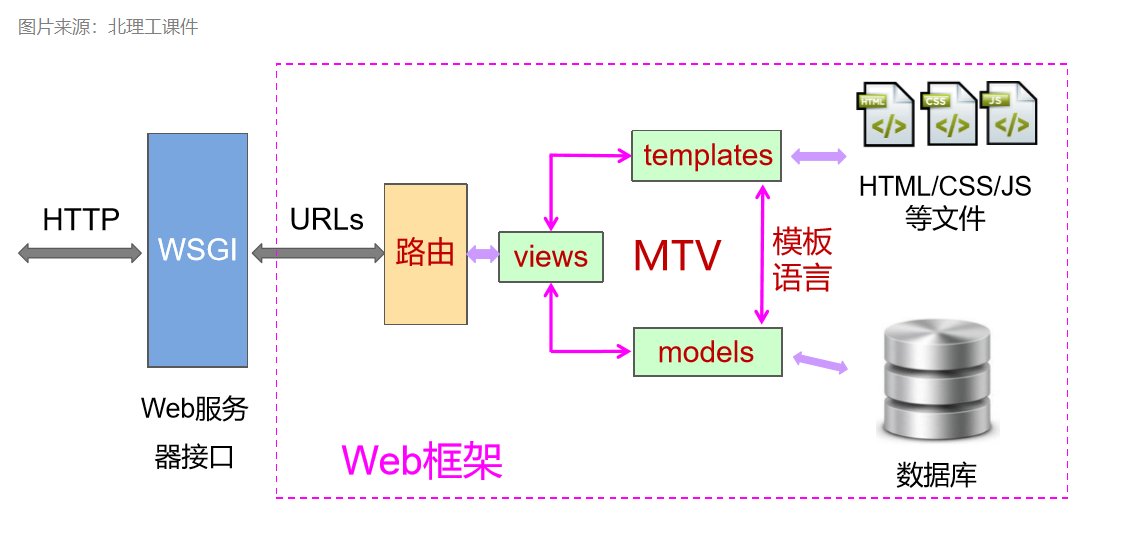 图片来源：北理工课件
HTTP
WSGI
Web服务
器接口
URLs
路由
views
MTV
templates
模板
语言
models
HTML
CSS
JS
HTML/CSS/JS
等文件
数据库
Web框架